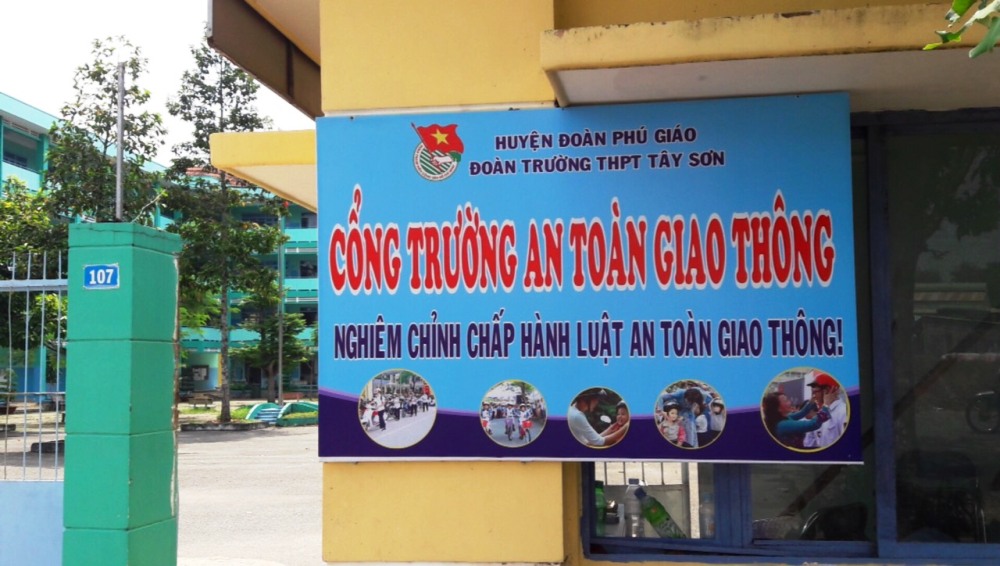 107
HUYỆN ĐOÀN PHÚ GIÁO
ĐOÀN TRƯỜNG THPT TÂY SƠN
CỔNG TRƯỜNG AN TOÀN GIAO THÔNG
NGHIÊM CHỈNH CHẤP HÀNH LUẬT AN TOÀN GIAO THÔNG!